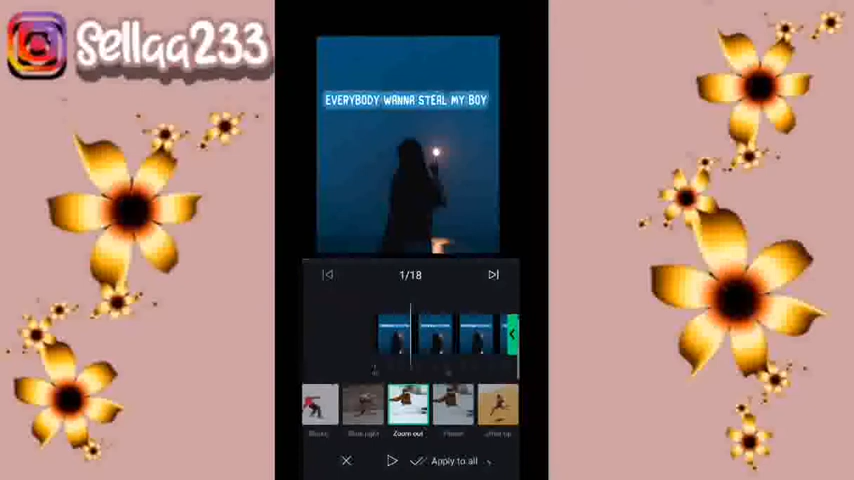 Sellaa233
EVERYBODY WANNA STEAL MY BOY
1/18
Zoom out
Apply to all